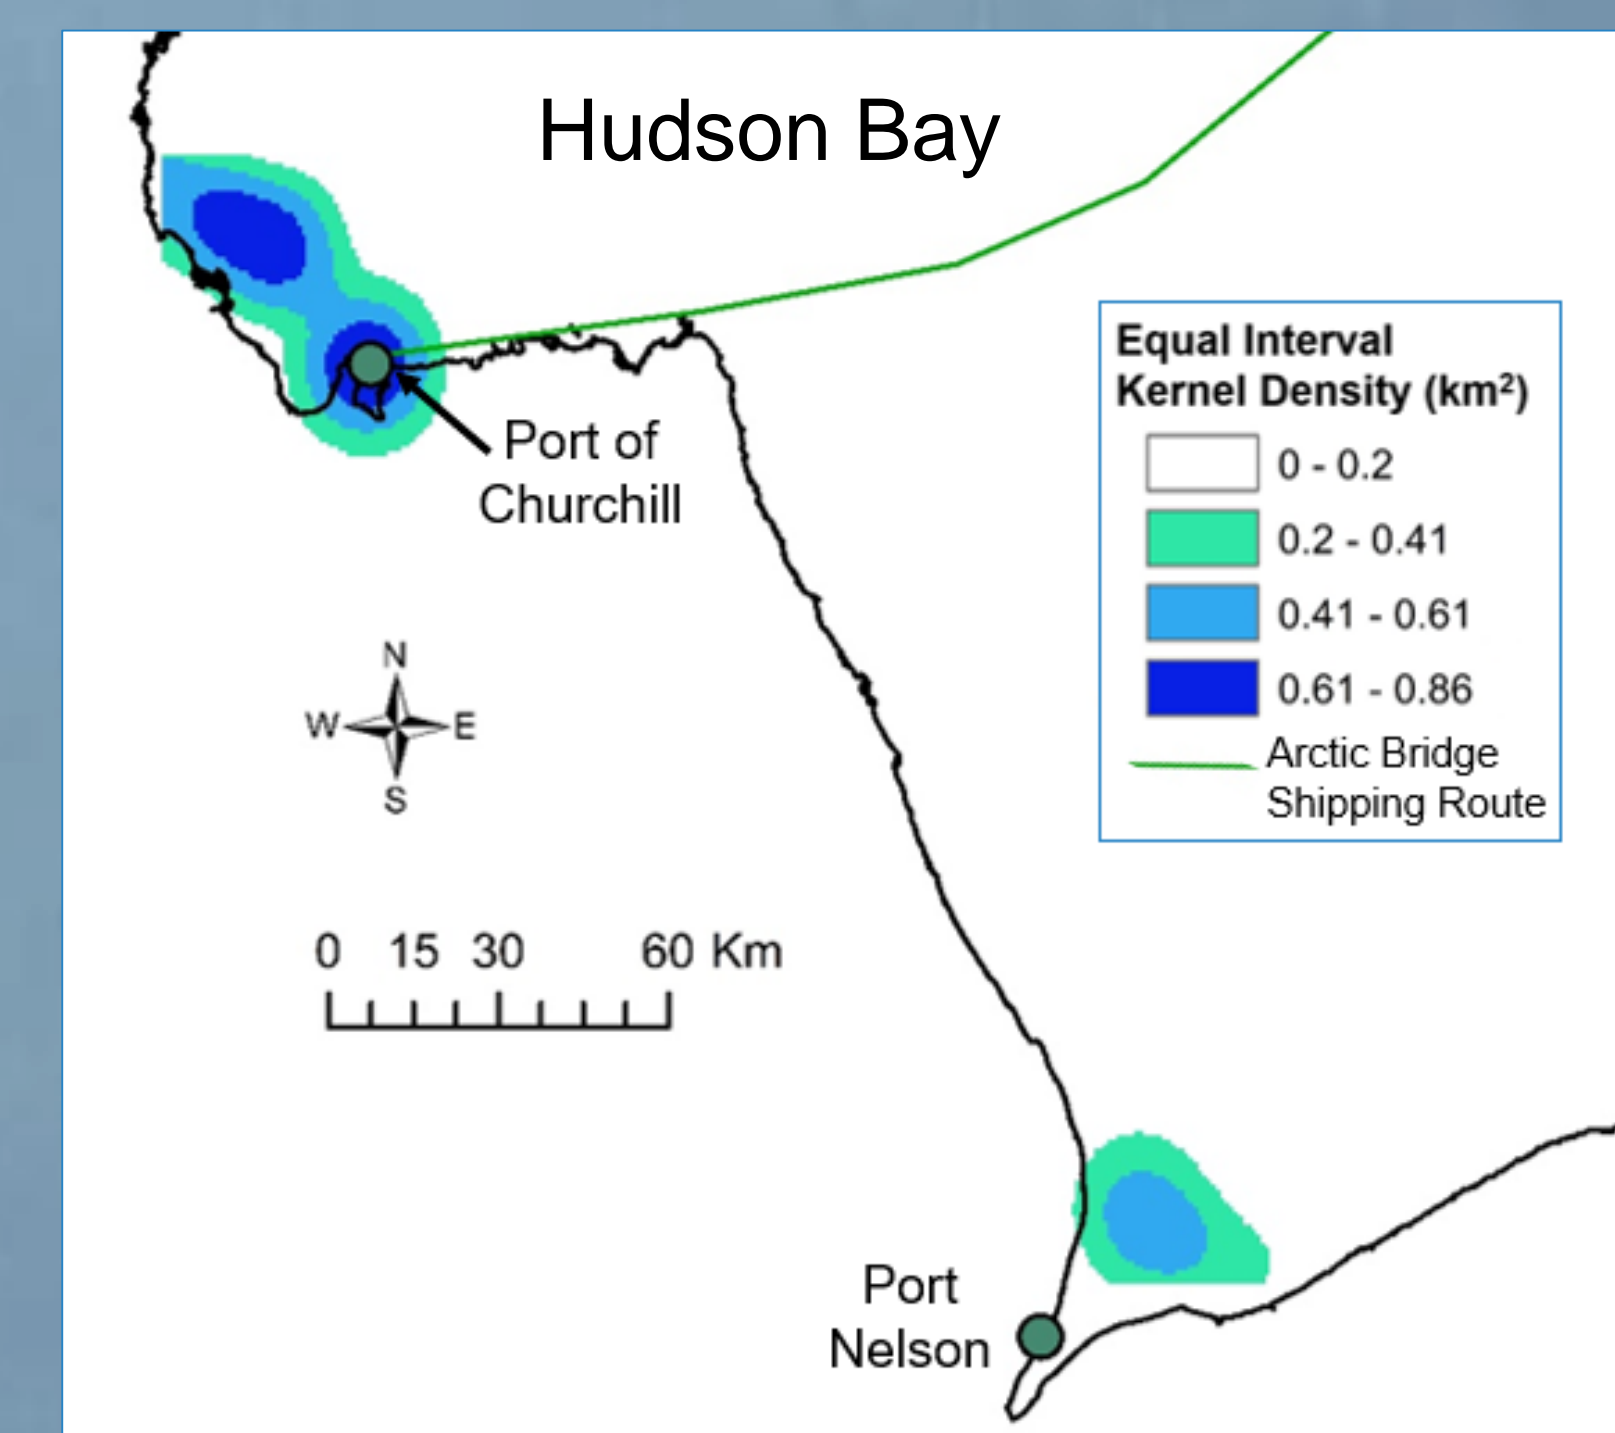 Hudson Bay
Equal Interval
Kernel Density (km²)
0 - 0.2
0.2 - 0.41
0.41 - 0.61
0.61 - 0.86
Arctic Bridge
Shipping Route
Port of
Churchill
N
W E
S
0 15 30 60 Km
Port
Nelson